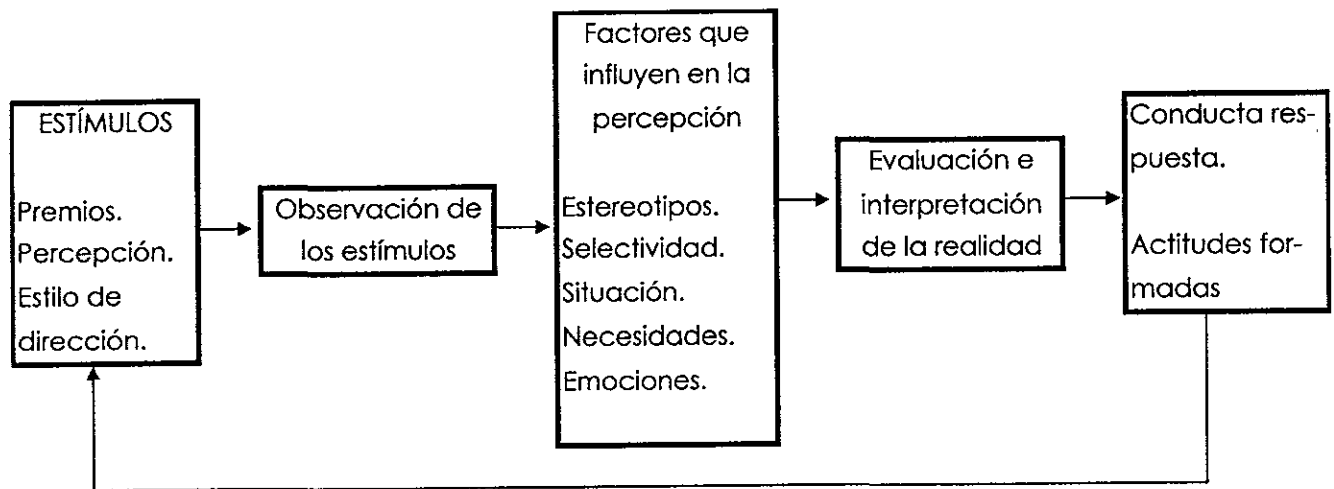 ESTÍMULOS
Premios.
Percepción.
Estilo de
dirección.
Observación de
los estímulos
Factores que
influyen en la
percepción
Estereotipos.
Selectividad.
Situación.
Necesidades.
Emociones.
Evaluación e
interpretación
de la realidad
Conducta res-
puesta.
Actitudes for-
madas